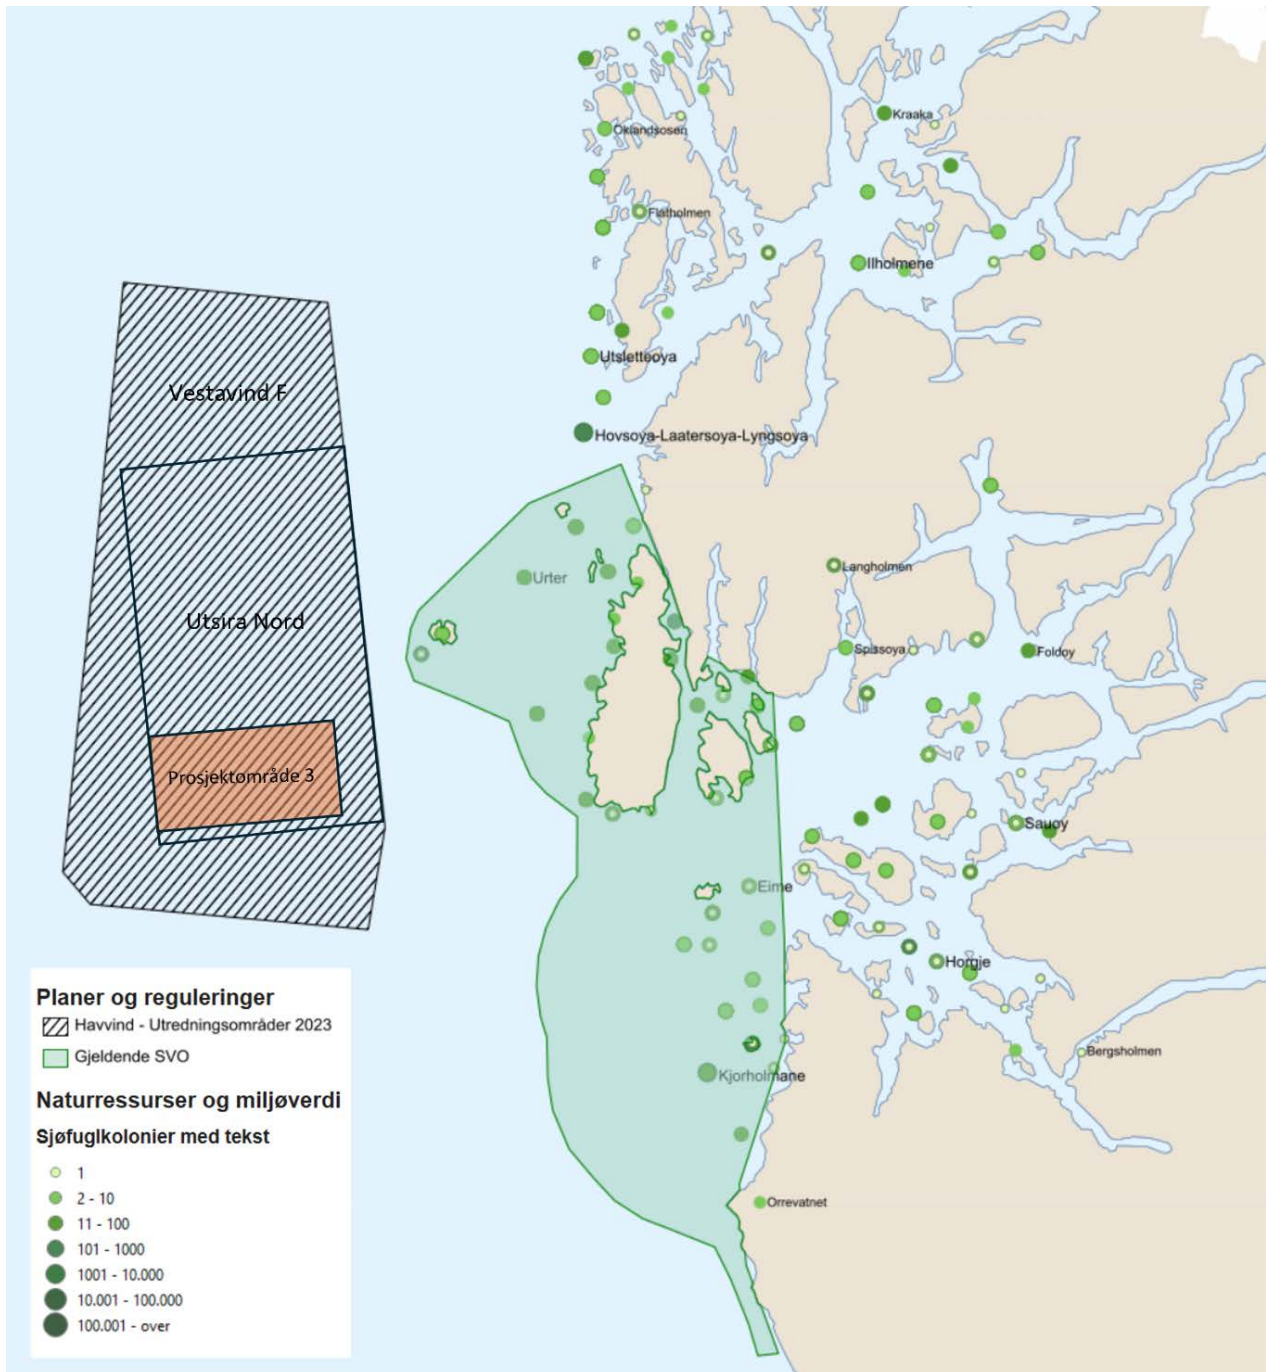 Kraaka
Oklandsosen
Flatholmen
Ilholmene
Utsletteoya
Vestavind F
Hovsoya-Laatersoya-Lyngsoya
Langholmen
Urter
Utsira Nord
Spissoya
Foldoy
Prosjektområde 3
Sauoy
Eime
Horgje
Bergsholmen
Kjorholmane
Orrevatnet
Planer og reguleringer
Havvind - Utredningsområder 2023
Gjeldende SVO
Naturressurser og miljøverdi
Sjøfuglkolonier med tekst
1
2 - 10
11 - 100
101 - 1000
1001 - 10.000
10.001 - 100.000
100.001 - over